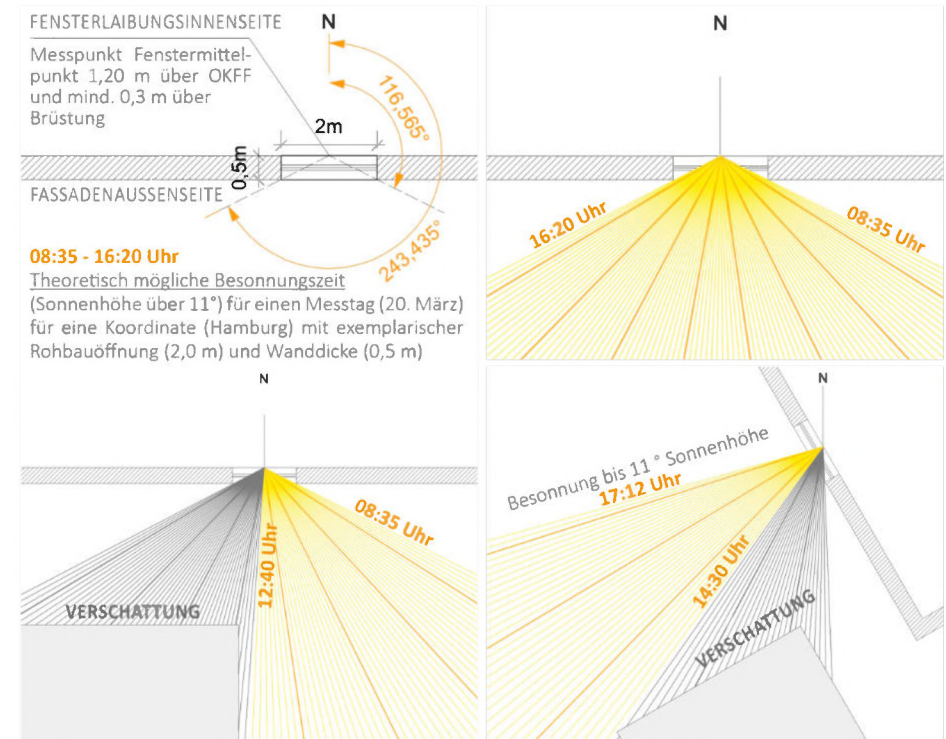 FENSTERLAIBUNGSINNENSEITE
Messpunkt Fenstermittel-
punkt 1,20 m über OKFF
und mind. 0,3 m über
Brüstung
N
116,565°
2m
0,5m
FASSADENAUSSENSEITE
243,435°
08:35 - 16:20 Uhr
Theoretisch mögliche Besonnungszeit
(Sonnenhöhe über 11°) für einen Messtag (20. März)
für eine Koordinate (Hamburg) mit exemplarischer
Rohbauöffnung (2,0 m) und Wanddicke (0,5 m)
N
16:20 Uhr
08:35 Uhr
N
08:35 Uhr
12:40 Uhr
VERSCHATTUNG
N
Besonnung bis 11 ° Sonnenhöhe
17:12 Uhr
14:30 Uhr
VERSCHATTUNG